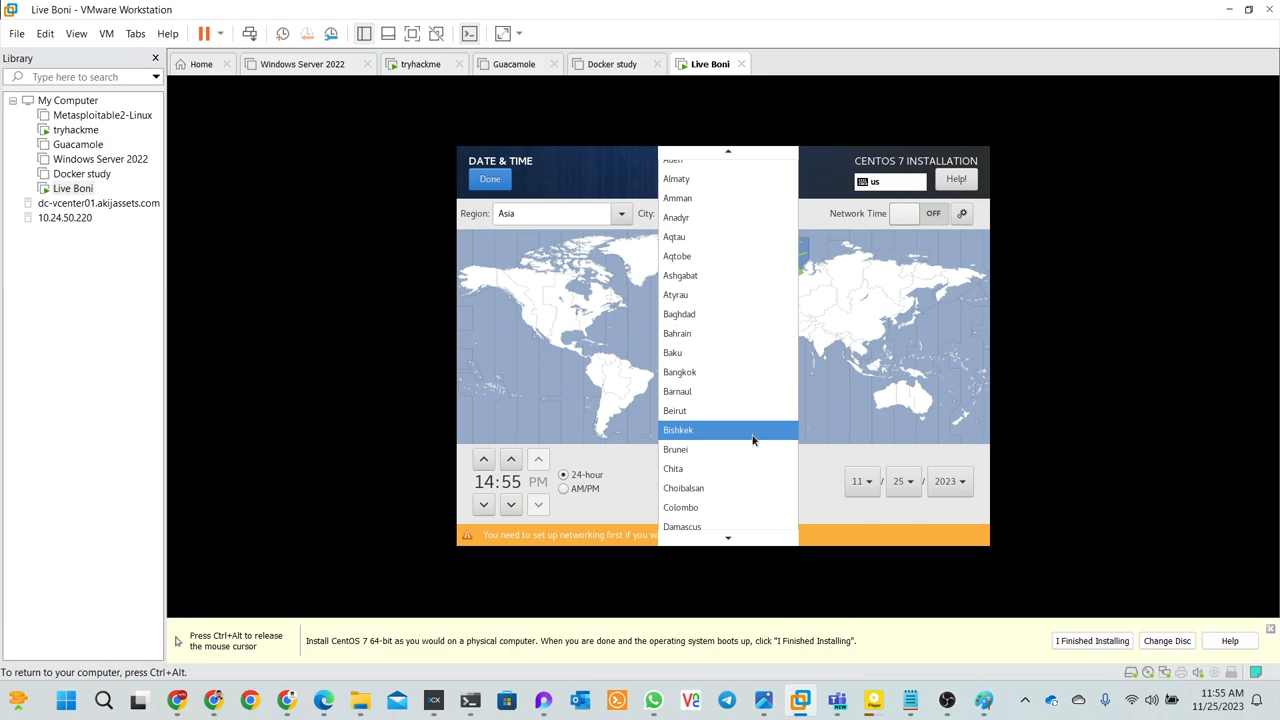 Live Boni - VMware Workstation
File Edit View VM Tabs Help
Library
Type here to search
My Computer
Metasploitable2-Linux
tryhackme
Guacamole
Windows Server 2022
Docker study
Live Boni
dc-vcenter01.akijassets.com
10.24.50.220
Home Windows Server 2022 tryhackme Guacamole Docker study Live Boni
DATE & TIME
Done
CENTOS 7 INSTALLATION
us
Help!
Region: Asia City:
Network Time OFF
Aden
Almaty
Amman
Anadyr
Aqtau
Aqtobe
Ashgabat
Atyrau
Baghdad
Bahrain
Baku
Bangkok
Barnaul
Beirut
Bishkek
Brunei
Chita
Choibalsan
Colombo
Damascus
14:55 PM
24-hour
AM/PM
11 / 25 / 2023
You need to set up networking first if you wa
Press Ctrl+Alt to release
the mouse cursor
Install CentOS 7 64-bit as you would on a physical computer. When you are done and the operating system boots up, click "I Finished Installing".
I Finished Installing Change Disc Help
To return to your computer, press Ctrl+Alt.
11:55 AM
11/25/2023